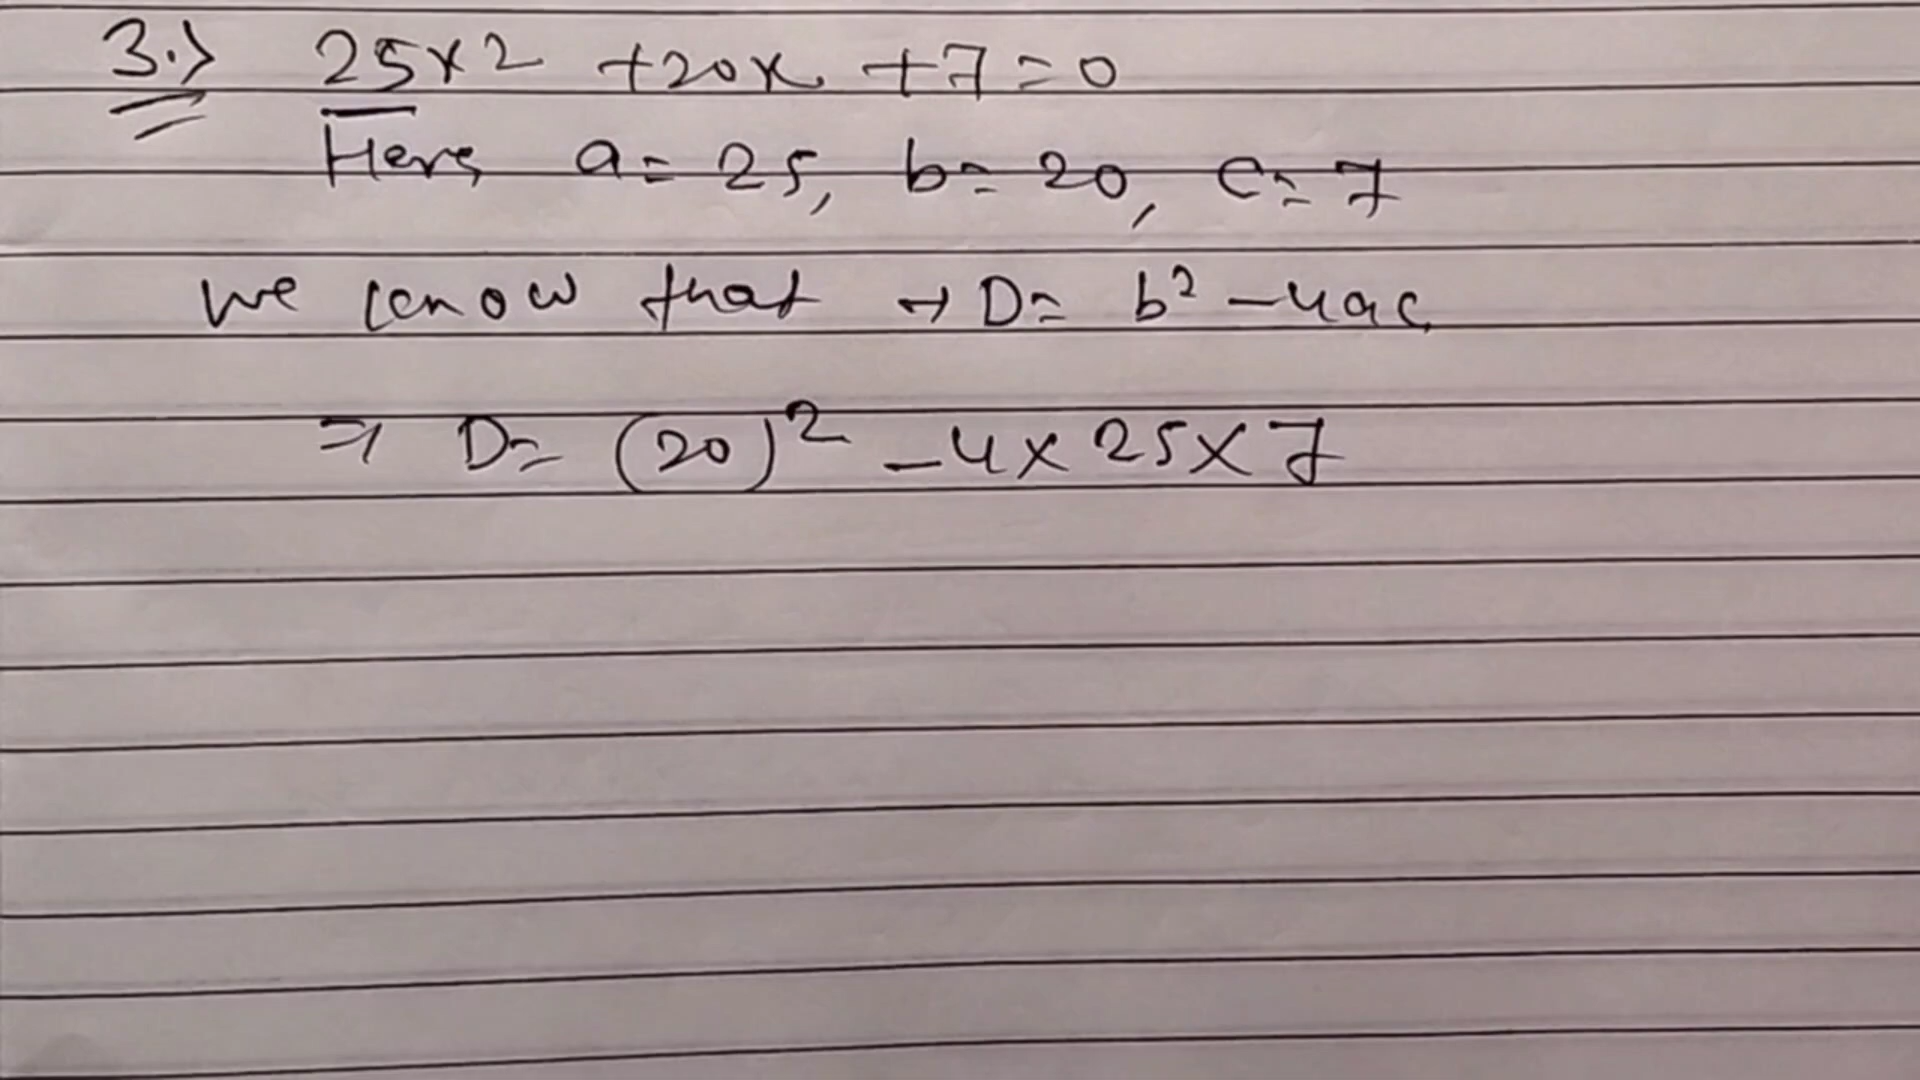 3.> 25x2 +20x +7=0
Here, a= 25, b= 20, c= 7
we know that → D= b² -4ac
⇒ D= (20)² -4×25×7